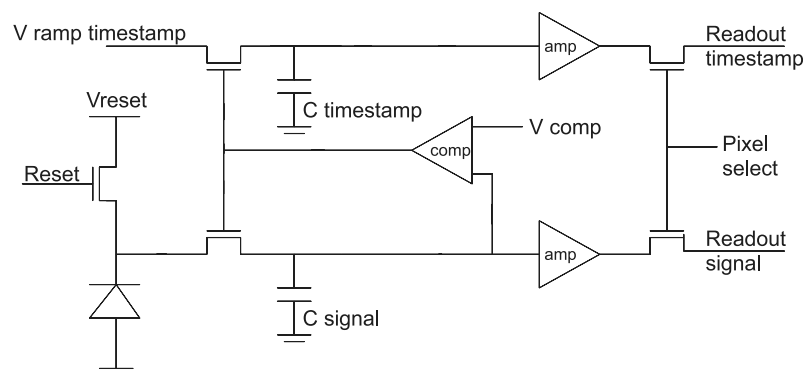 V ramp timestamp
amp
Readout
timestamp
Vreset
C timestamp
V comp
comp
Pixel
select
Reset
Readout
signal
amp
C signal